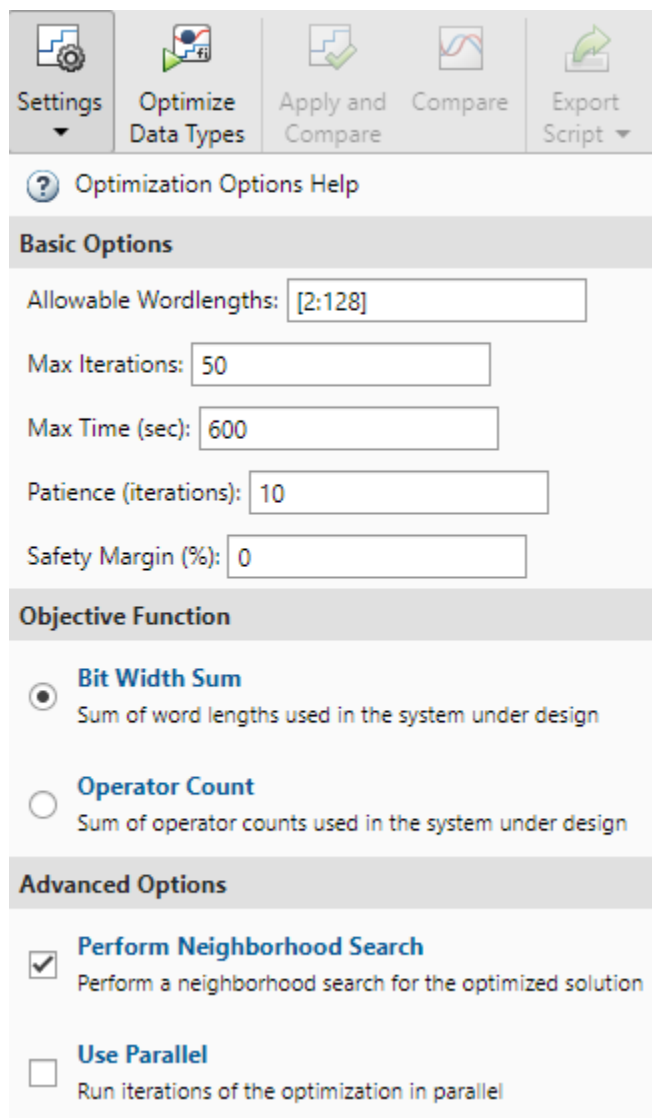 Settings
Optimize
Data Types
fi
Apply and
Compare
Compare
Export
Script
? Optimization Options Help
Basic Options
Allowable Wordlengths: [2:128]
Max Iterations: 50
Max Time (sec): 600
Patience (iterations): 10
Safety Margin (%): 0
Objective Function
Bit Width Sum
Sum of word lengths used in the system under design
Operator Count
Sum of operator counts used in the system under design
Advanced Options
Perform Neighborhood Search
Perform a neighborhood search for the optimized solution
Use Parallel
Run iterations of the optimization in parallel